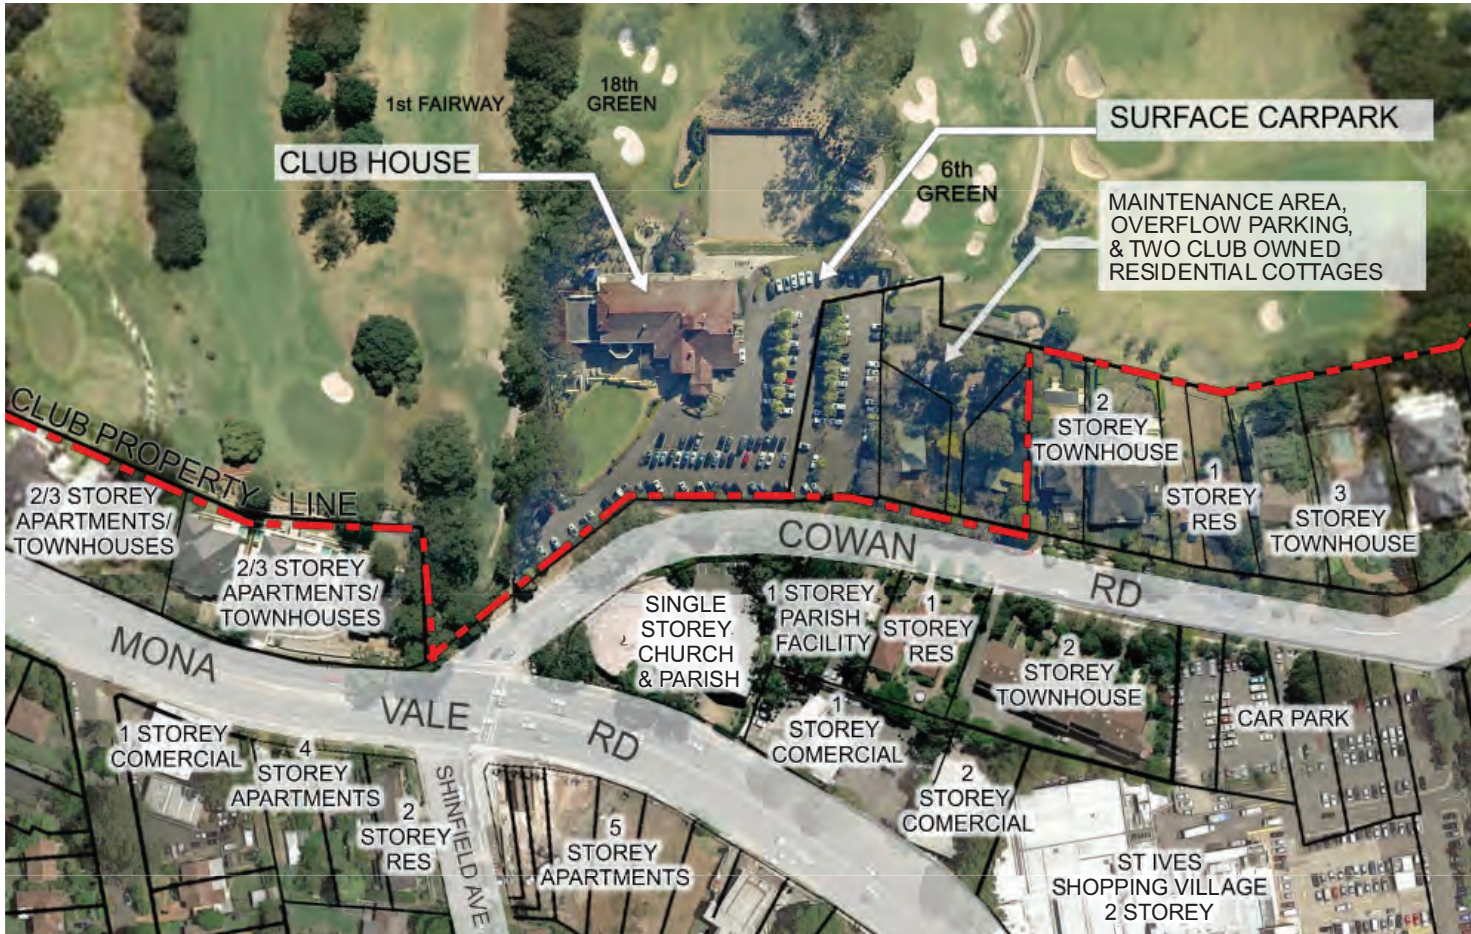 1st FAIRWAY
18th
GREEN
SURFACE CARPARK
CLUB HOUSE
6th
GREEN
MAINTENANCE AREA,
OVERFLOW PARKING,
& TWO CLUB OWNED
RESIDENTIAL COTTAGES
CLUB PROPERTY LINE
2/3 STOREY
APARTMENTS/
TOWNHOUSES
2/3 STOREY
APARTMENTS/
TOWNHOUSES
2
STOREY
TOWNHOUSE
1
STOREY
RES
3
STOREY
TOWNHOUSE
COWAN RD
MONA VALE RD
SINGLE
STOREY
CHURCH
& PARISH
1 STOREY
PARISH
FACILITY
1
STOREY
RES
2
STOREY
TOWNHOUSE
CAR PARK
1 STOREY
COMERCIAL
4
STOREY
APARTMENTS
2
STOREY
RES
SHINFIELD AVE
5
STOREY
APARTMENTS
1
STOREY
COMERCIAL
2
STOREY
COMERCIAL
ST IVES
SHOPPING VILLAGE
2 STOREY